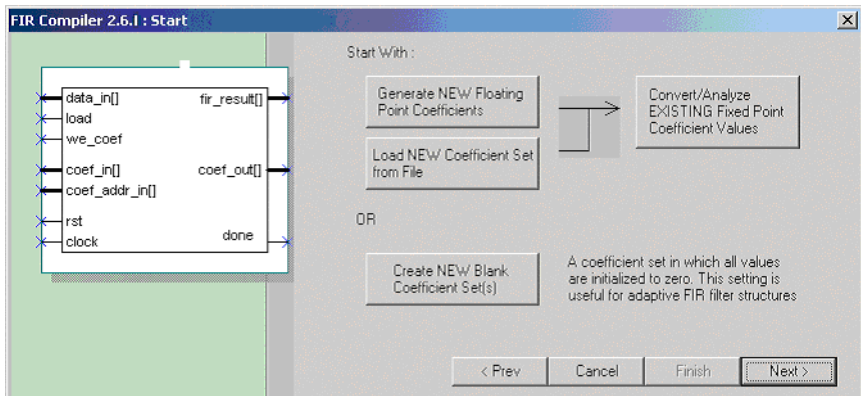 FIR Compiler 2.6.1 : Start
data_in[]
load
we_coef
coef_in[]
coef_addr_in[]
rst
clock
fir_result[]
coef_out[]
done
Start With :
Generate NEW Floating
Point Coefficients
Load NEW Coefficient Set
from File
Convert/Analyze
EXISTING Fixed Point
Coefficient Values
OR
Create NEW Blank
Coefficient Set(s)
A coefficient set in which all values
are initialized to zero. This setting is
useful for adaptive FIR filter structures
< Prev
Cancel
Finish
Next >